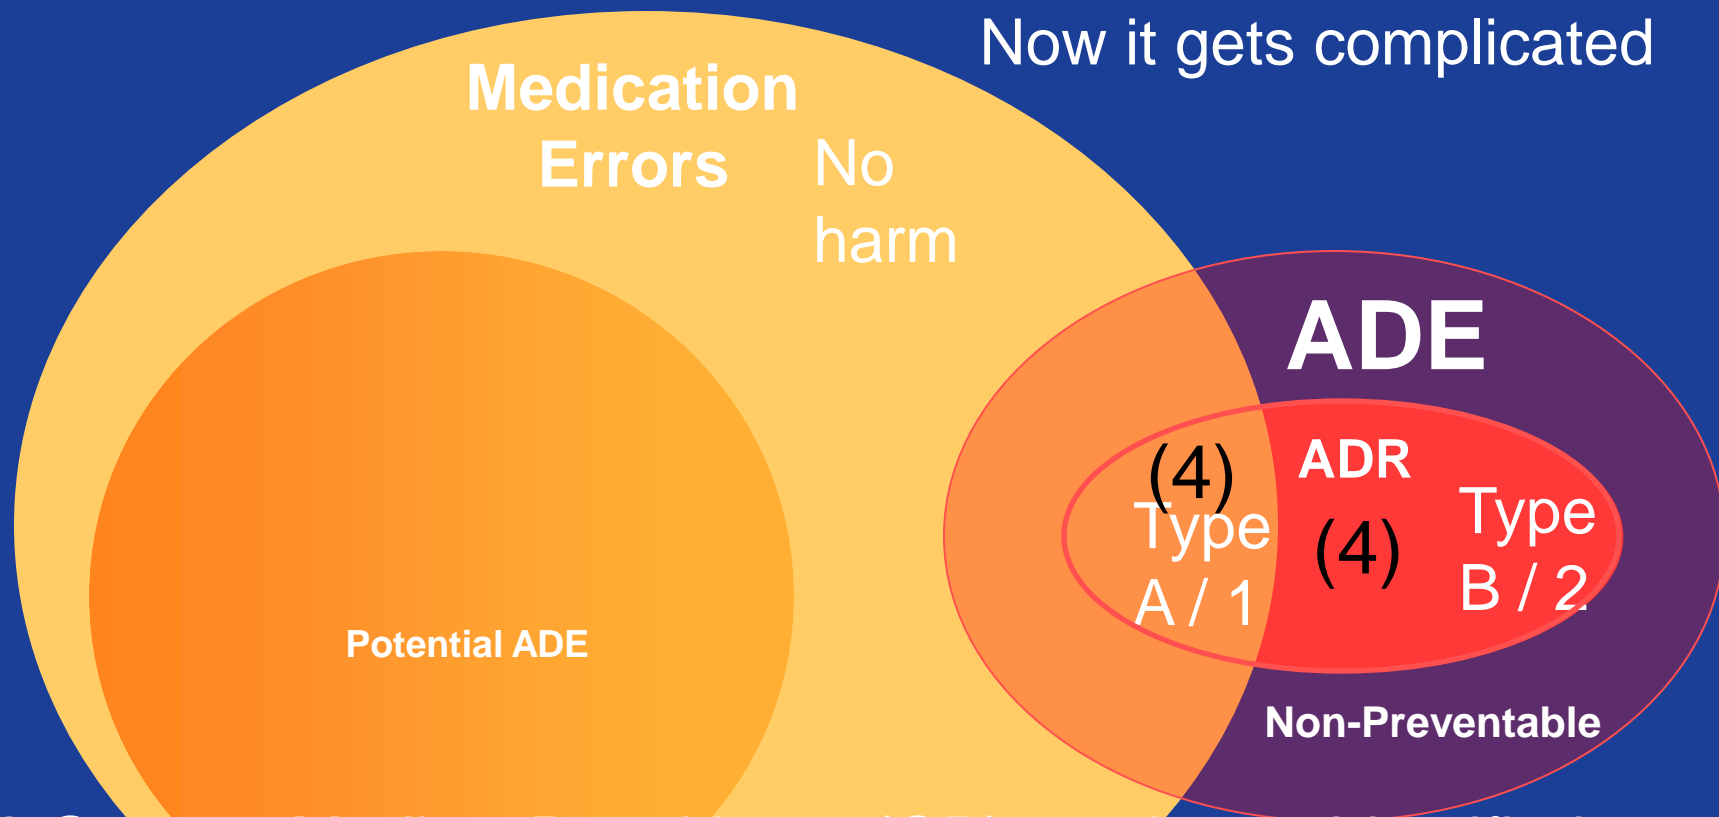 Now it gets complicated
Medication
Errors
No
harm
ADE
ADR
(4)
Type
A / 1
(4)
Type
B / 2
Potential ADE
Non-Preventable